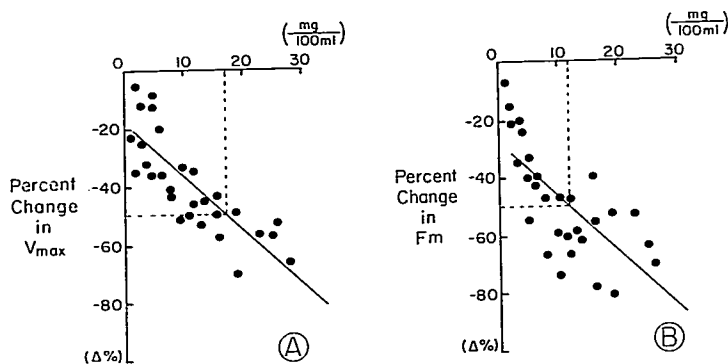 (mg/100ml)
0 10 20 30
-20
-40
-60
-80
(Δ%)
Percent
Change
in
Vmax
A
(mg/100ml)
0 10 20 30
-20
-40
-60
-80
(Δ%)
Percent
Change
in
Fm
B